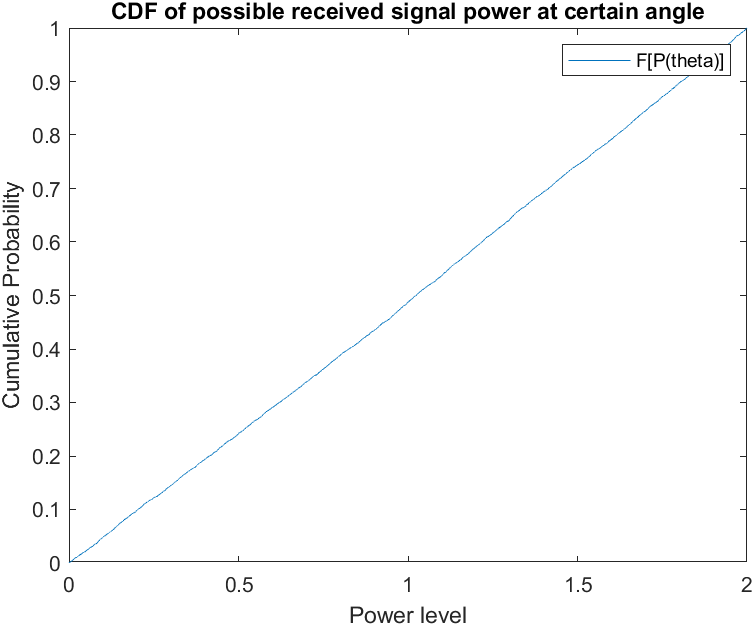 CDF of possible received signal power at certain angle
F[P(theta)]
Cumulative Probability
1
0.9
0.8
0.7
0.6
0.5
0.4
0.3
0.2
0.1
0
0 0.5 1 1.5 2
Power level